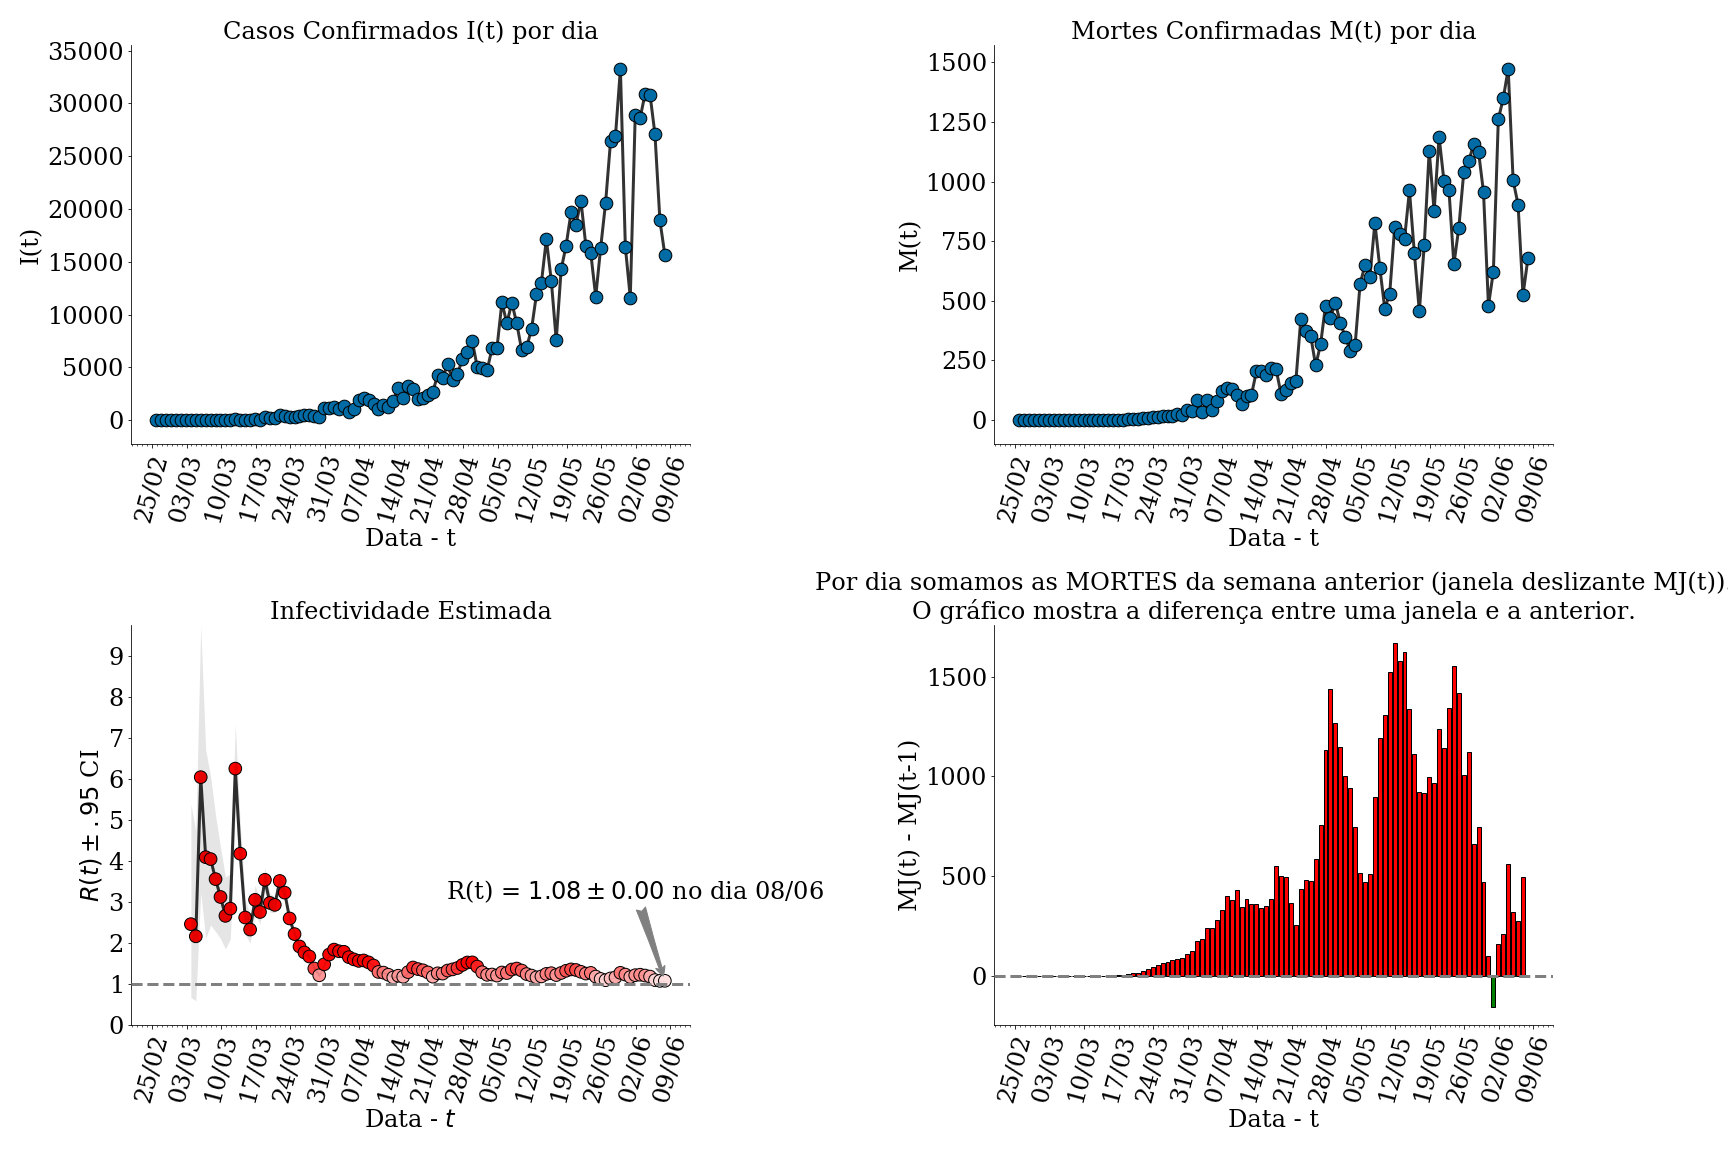 Casos Confirmados I(t) por dia
35000
30000
25000
20000
15000
10000
5000
0
I(t)
25/02 03/03 10/03 17/03 24/03 31/03 07/04 14/04 21/04 28/04 05/05 12/05 19/05 26/05 02/06 09/06
Data - t
Mortes Confirmadas M(t) por dia
1500
1250
1000
750
500
250
0
M(t)
25/02 03/03 10/03 17/03 24/03 31/03 07/04 14/04 21/04 28/04 05/05 12/05 19/05 26/05 02/06 09/06
Data - t
Infectividade Estimada
9
8
7
6
5
4
3
2
1
0
R(t) ± .95 CI
R(t) = 1.08 ± 0.00 no dia 08/06
25/02 03/03 10/03 17/03 24/03 31/03 07/04 14/04 21/04 28/04 05/05 12/05 19/05 26/05 02/06 09/06
Data - t
Por dia somamos as MORTES da semana anterior (janela deslizante MJ(t)).
O gráfico mostra a diferença entre uma janela e a anterior.
1500
1000
500
0
MJ(t) - MJ(t-1)
25/02 03/03 10/03 17/03 24/03 31/03 07/04 14/04 21/04 28/04 05/05 12/05 19/05 26/05 02/06 09/06
Data - t